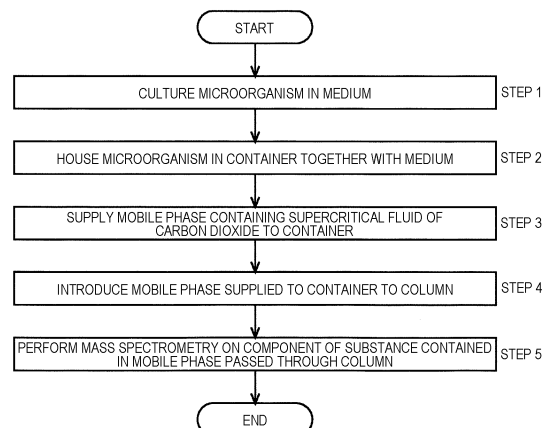 START
CULTURE MICROORGANISM IN MEDIUM
STEP 1
HOUSE MICROORGANISM IN CONTAINER TOGETHER WITH MEDIUM
STEP 2
SUPPLY MOBILE PHASE CONTAINING SUPERCRITICAL FLUID OF
CARBON DIOXIDE TO CONTAINER
STEP 3
INTRODUCE MOBILE PHASE SUPPLIED TO CONTAINER TO COLUMN
STEP 4
PERFORM MASS SPECTROMETRY ON COMPONENT OF SUBSTANCE CONTAINED
IN MOBILE PHASE PASSED THROUGH COLUMN
STEP 5
END